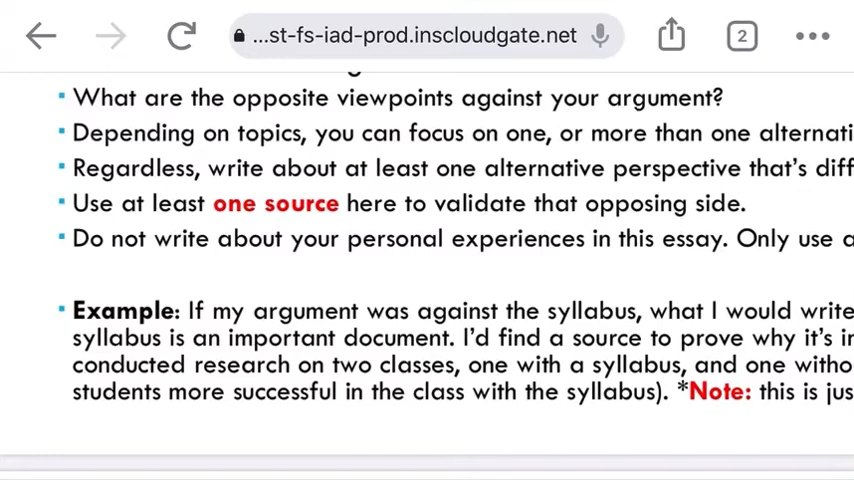 ...st-fs-iad-prod.inscloudgate.net
2
What are the opposite viewpoints against your argument?
Depending on topics, you can focus on one, or more than one
Regardless, write about at least one alternative perspective that's
Use at least one source here to validate that opposing side.
Do not write about your personal experiences in this essay. Only use
Example: If my argument was against the syllabus, what I would write
syllabus is an important document. I'd find a source to prove why it's
conducted research on two classes, one with a syllabus, and one
students more successful in the class with the syllabus). *Note: this is